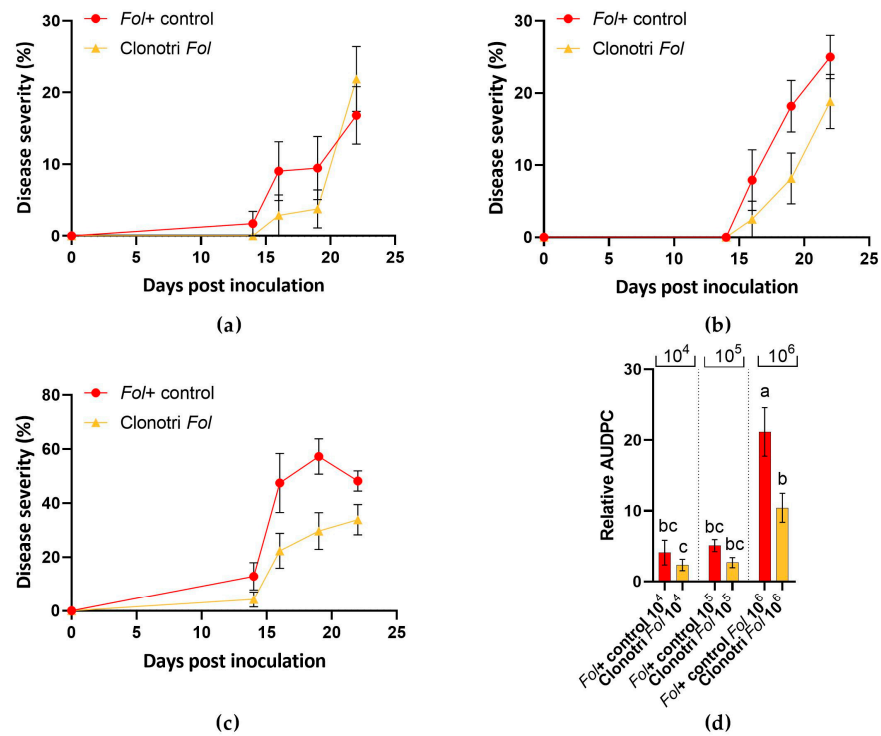 Fol+ control
Clonotri Fol
Disease severity (%)
30
20
10
0
0 5 10 15 20 25
Days post inoculation
(a)
Fol+ control
Clonotri Fol
Disease severity (%)
30
20
10
0
0 5 10 15 20 25
Days post inoculation
(b)
Fol+ control
Clonotri Fol
Disease severity (%)
80
60
40
20
0
0 5 10 15 20 25
Days post inoculation
(c)
10⁴ 10⁵ 10⁶
Relative AUDPC
30
20
10
0
bc c bc bc a b
Fol+ control 10⁴
Clonotri Fol 10⁴
Fol+ control 10⁵
Clonotri Fol 10⁵
Fol+ control Fol 10⁶
Clonotri Fol 10⁶
(d)